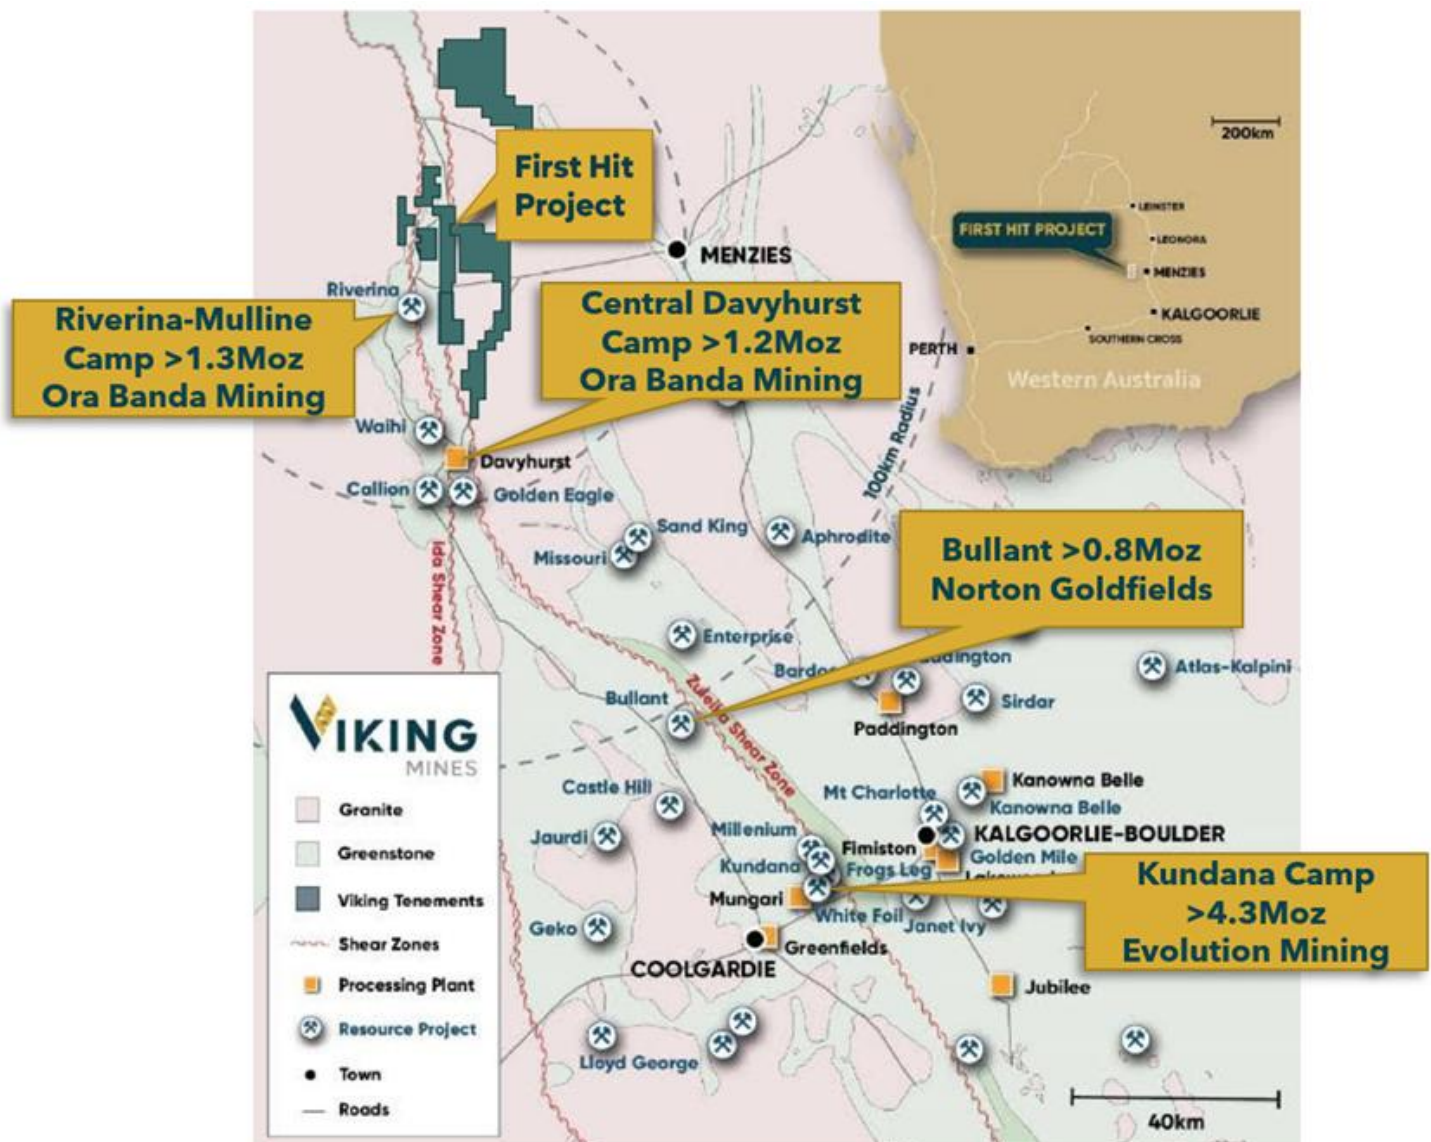 First Hit
Project
MENZIES
Riverina
Riverina-Mulline
Camp >1.3Moz
Ora Banda Mining
Central Davyhurst
Camp >1.2Moz
Ora Banda Mining
200km
LEINSTER
LEONORA
FIRST HIT PROJECT
MENZIES
KALGOORLIE
SOUTHERN CROSS
PERTH
Western Australia
100km Radius
Waihi
Davyhurst
Callion
Golden Eagle
Ida Shear Zone
Sand King
Missouri
Aphrodite
Bullant >0.8Moz
Norton Goldfields
Enterprise
Atlas-Kalpini
Bullant
Zuleika Shear Zone
Sirdar
Paddington
Castle Hill
Kanowna Belle
Mt Charlotte
Kanowna Belle
Jaurdi
Millenium
Fimiston
KALGOORLIE-BOULDER
Golden Mile
Kundana
Frogs Leg
Mungari
White Foil
Janet Ivy
Kundana Camp
>4.3Moz
Evolution Mining
Geko
Greenfields
COOLGARDIE
Jubilee
Lloyd George
40km
VIKING
MINES
Granite
Greenstone
Viking Tenements
Shear Zones
Processing Plant
Resource Project
Town
Roads